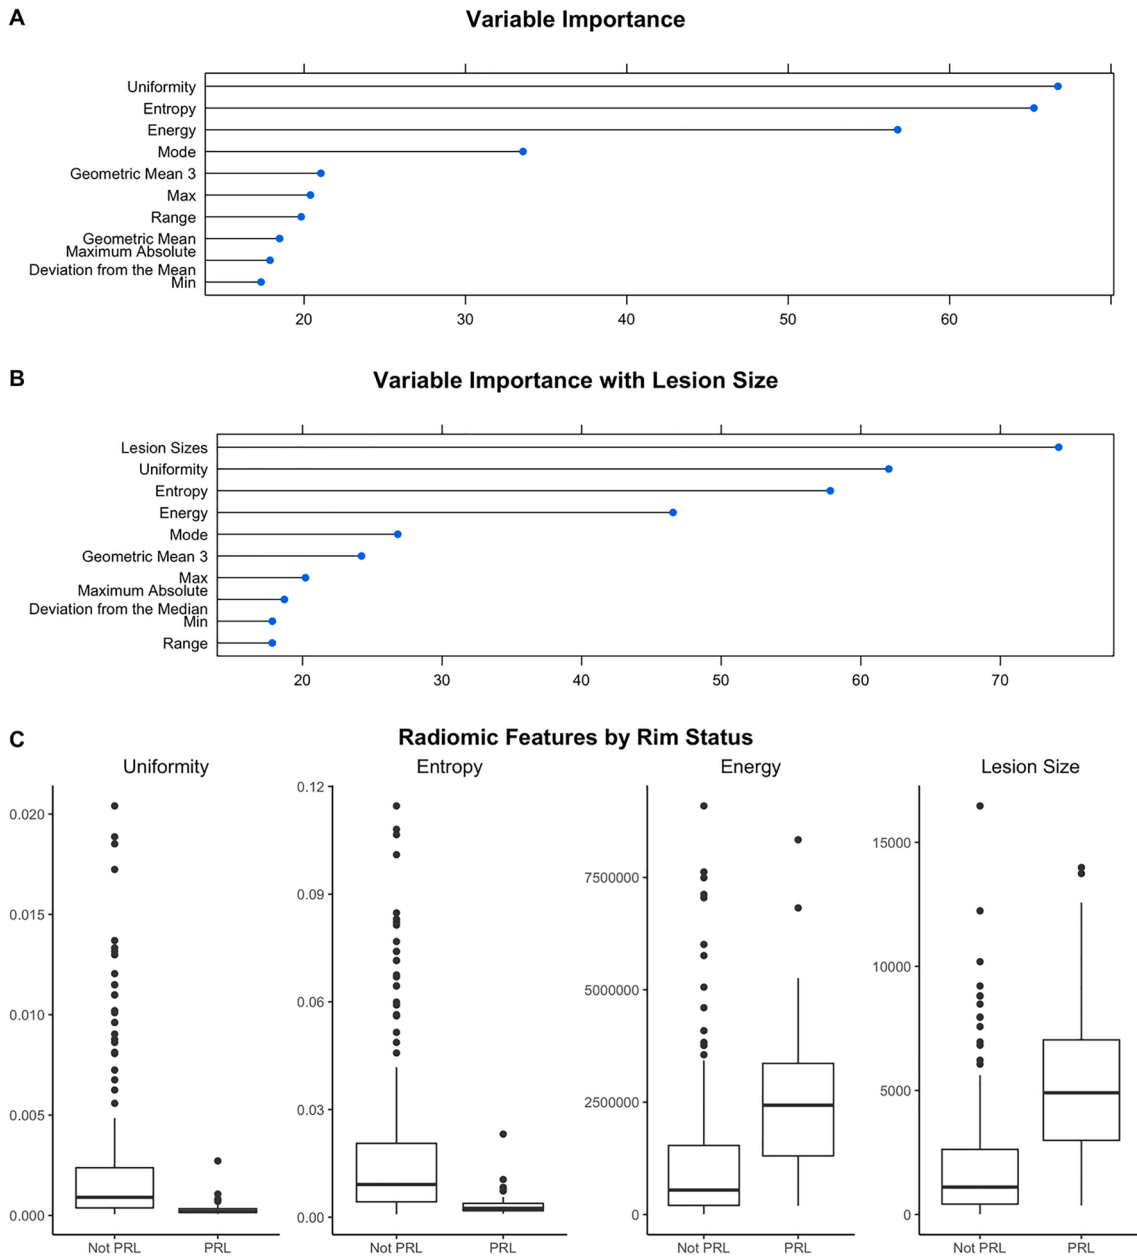 A
Variable Importance
Uniformity
Entropy
Energy
Mode
Geometric Mean 3
Max
Range
Geometric Mean
Maximum Absolute
Deviation from the Mean
Min
20 30 40 50 60
B
Variable Importance with Lesion Size
Lesion Sizes
Uniformity
Entropy
Energy
Mode
Geometric Mean 3
Max
Maximum Absolute
Deviation from the Median
Min
Range
20 30 40 50 60 70
C
Radiomic Features by Rim Status
Uniformity
0.020
0.015
0.010
0.005
0.000
Not PRL PRL
Entropy
0.12
0.09
0.06
0.03
0.00
Not PRL PRL
Energy
7500000
5000000
2500000
0
Not PRL PRL
Lesion Size
15000
10000
5000
0
Not PRL PRL